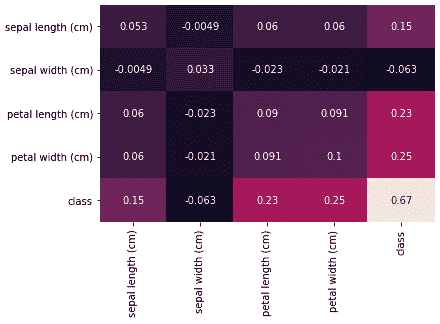 sepal length (cm) 0.053 -0.0049 0.06 0.06 0.15
sepal width (cm) -0.0049 0.033 -0.023 -0.021 -0.063
petal length (cm) 0.06 -0.023 0.09 0.091 0.23
petal width (cm) 0.06 -0.021 0.091 0.1 0.25
class 0.15 -0.063 0.23 0.25 0.67
sepal length (cm)
sepal width (cm)
petal length (cm)
petal width (cm)
class